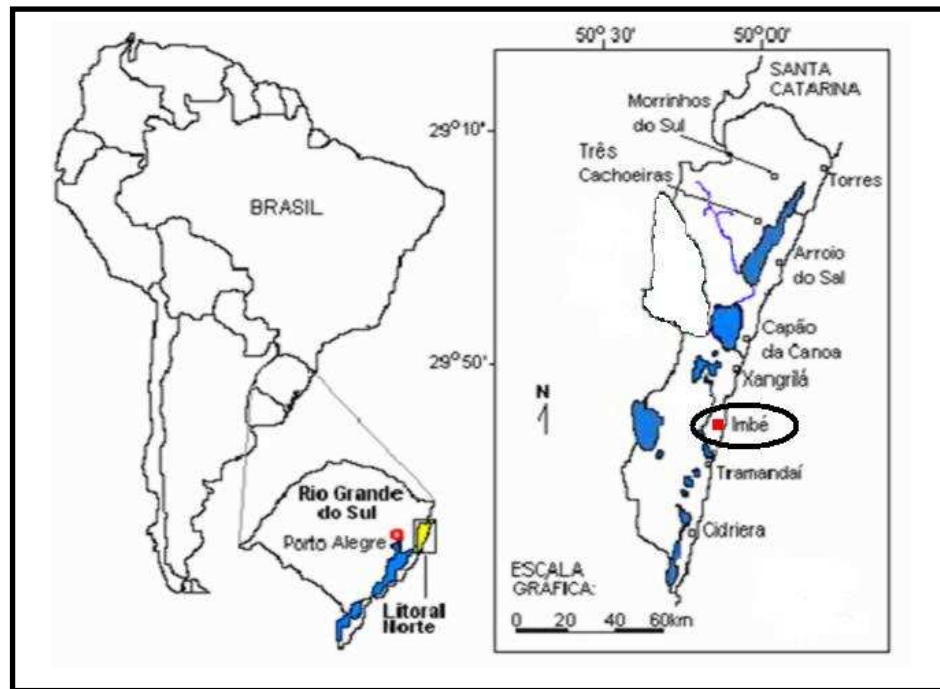 BRASIL
Rio Grande
do Sul
Porto Alegre
Litoral
Norte
50° 30'
50° 00'
29° 10'
29° 50'
SANTA
CATARINA
Morrinhos
do Sul
Três
Cachoeiras
Torres
Arroio
do Sal
Capão
da Canoa
Xangrilá
N
Imbé
Tramandaí
Cidriera
ESCALA
GRÁFICA:
0 20 40 60km